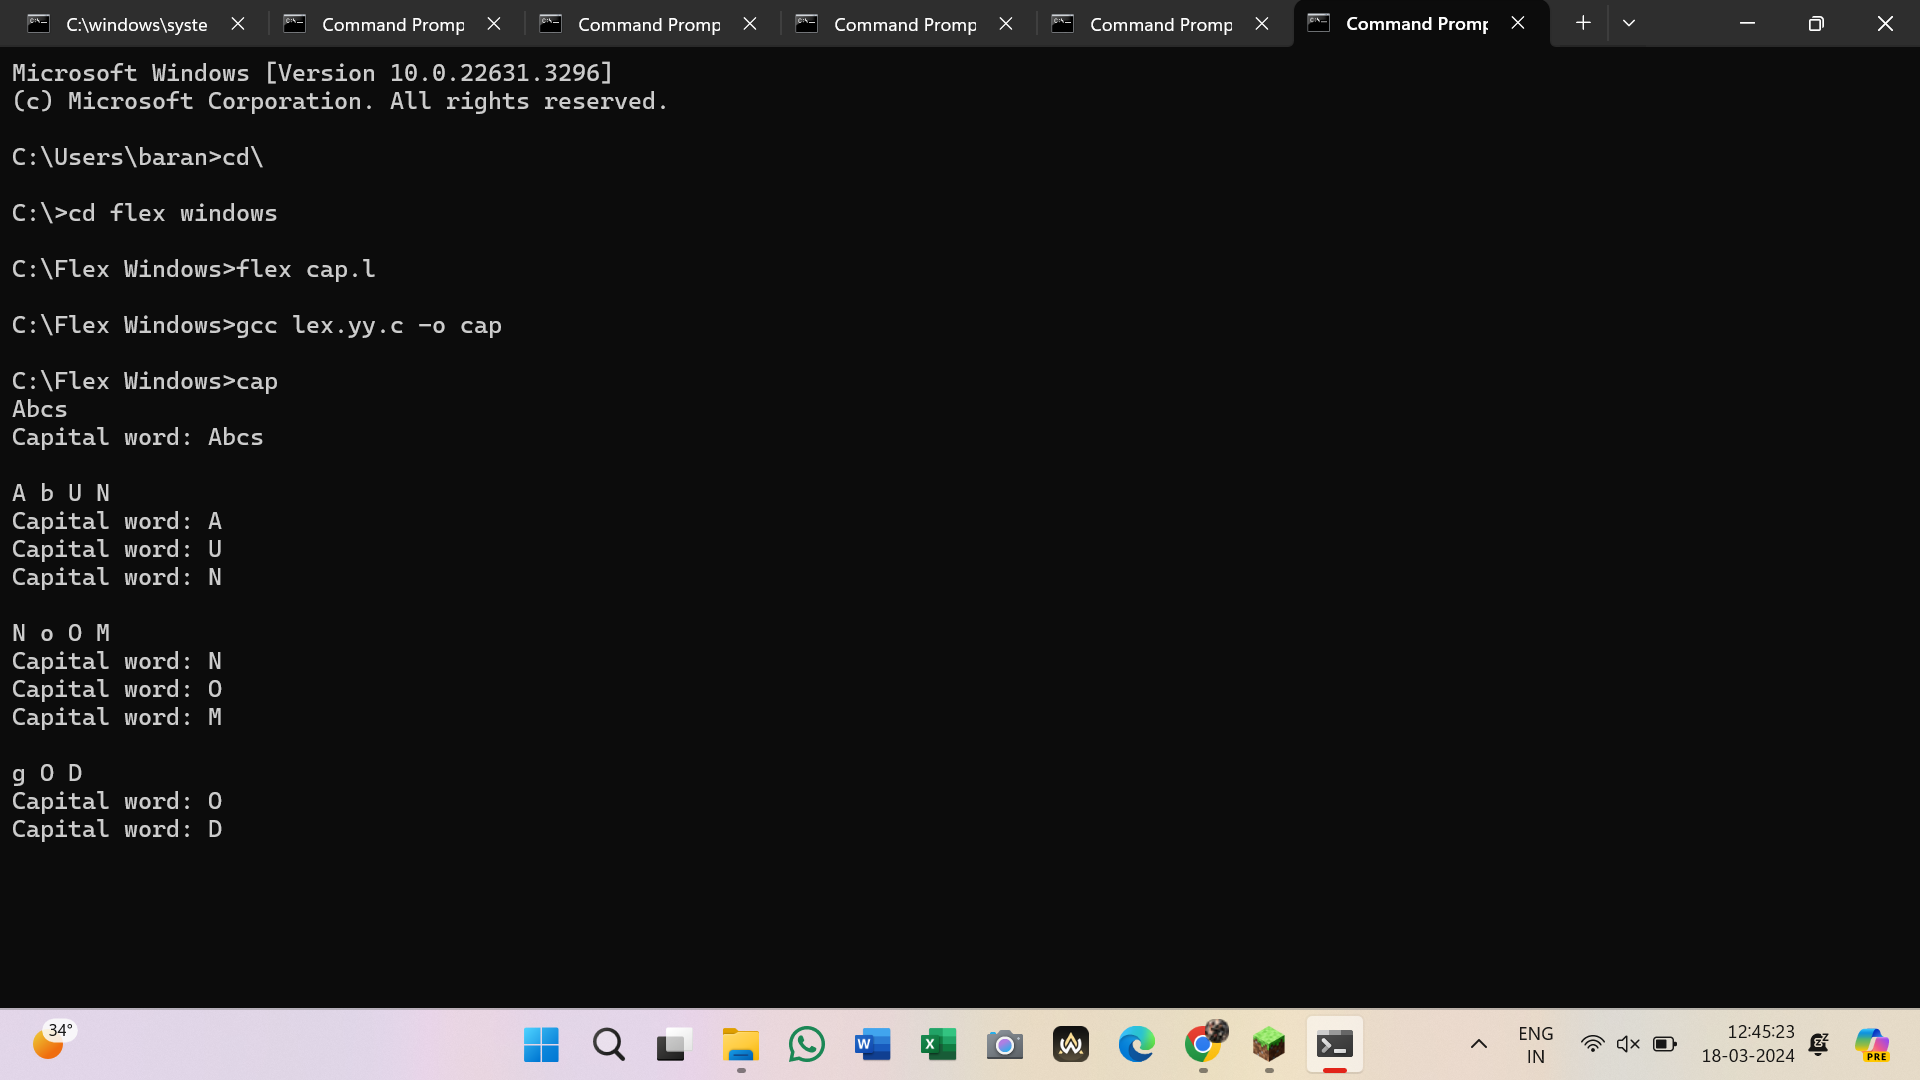 C:\windows\syste
Command Promp
Command Promp
Command Promp
Command Promp
Command Promp
Microsoft Windows [Version 10.0.22631.3296]
(c) Microsoft Corporation. All rights reserved.
C:\Users\baran>cd\
C:\>cd flex windows
C:\Flex Windows>flex cap.l
C:\Flex Windows>gcc lex.yy.c -o cap
C:\Flex Windows>cap
Abcs
Capital word: Abcs
A b U N
Capital word: A
Capital word: U
Capital word: N
N o O M
Capital word: N
Capital word: O
Capital word: M
g O D
Capital word: O
Capital word: D
34°
ENG
IN
12:45:23
18-03-2024
PRE